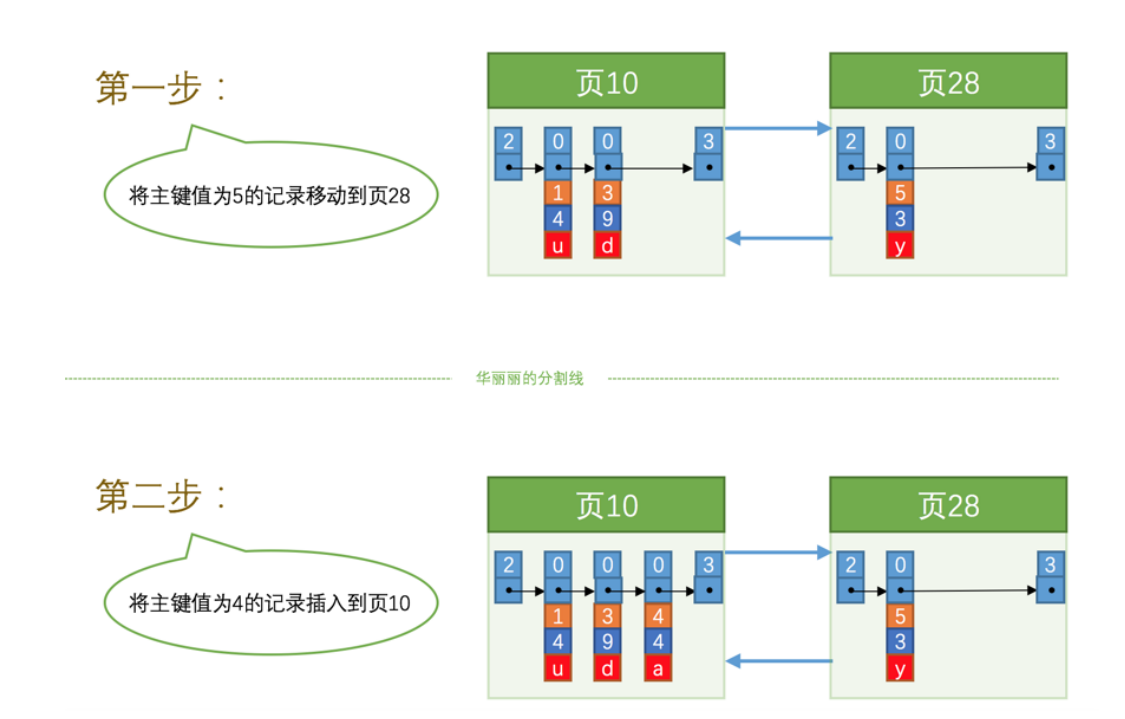 第一步：
将主键值为5的记录移动到页28
页10
2 0 0 3
1 3
4 9
u d
页28
2 0 3
5
3
y
华丽丽的分割线
第二步：
将主键值为4的记录插入到页10
页10
2 0 0 0 3
1 3 4
4 9 4
u d a
页28
2 0 3
5
3
y